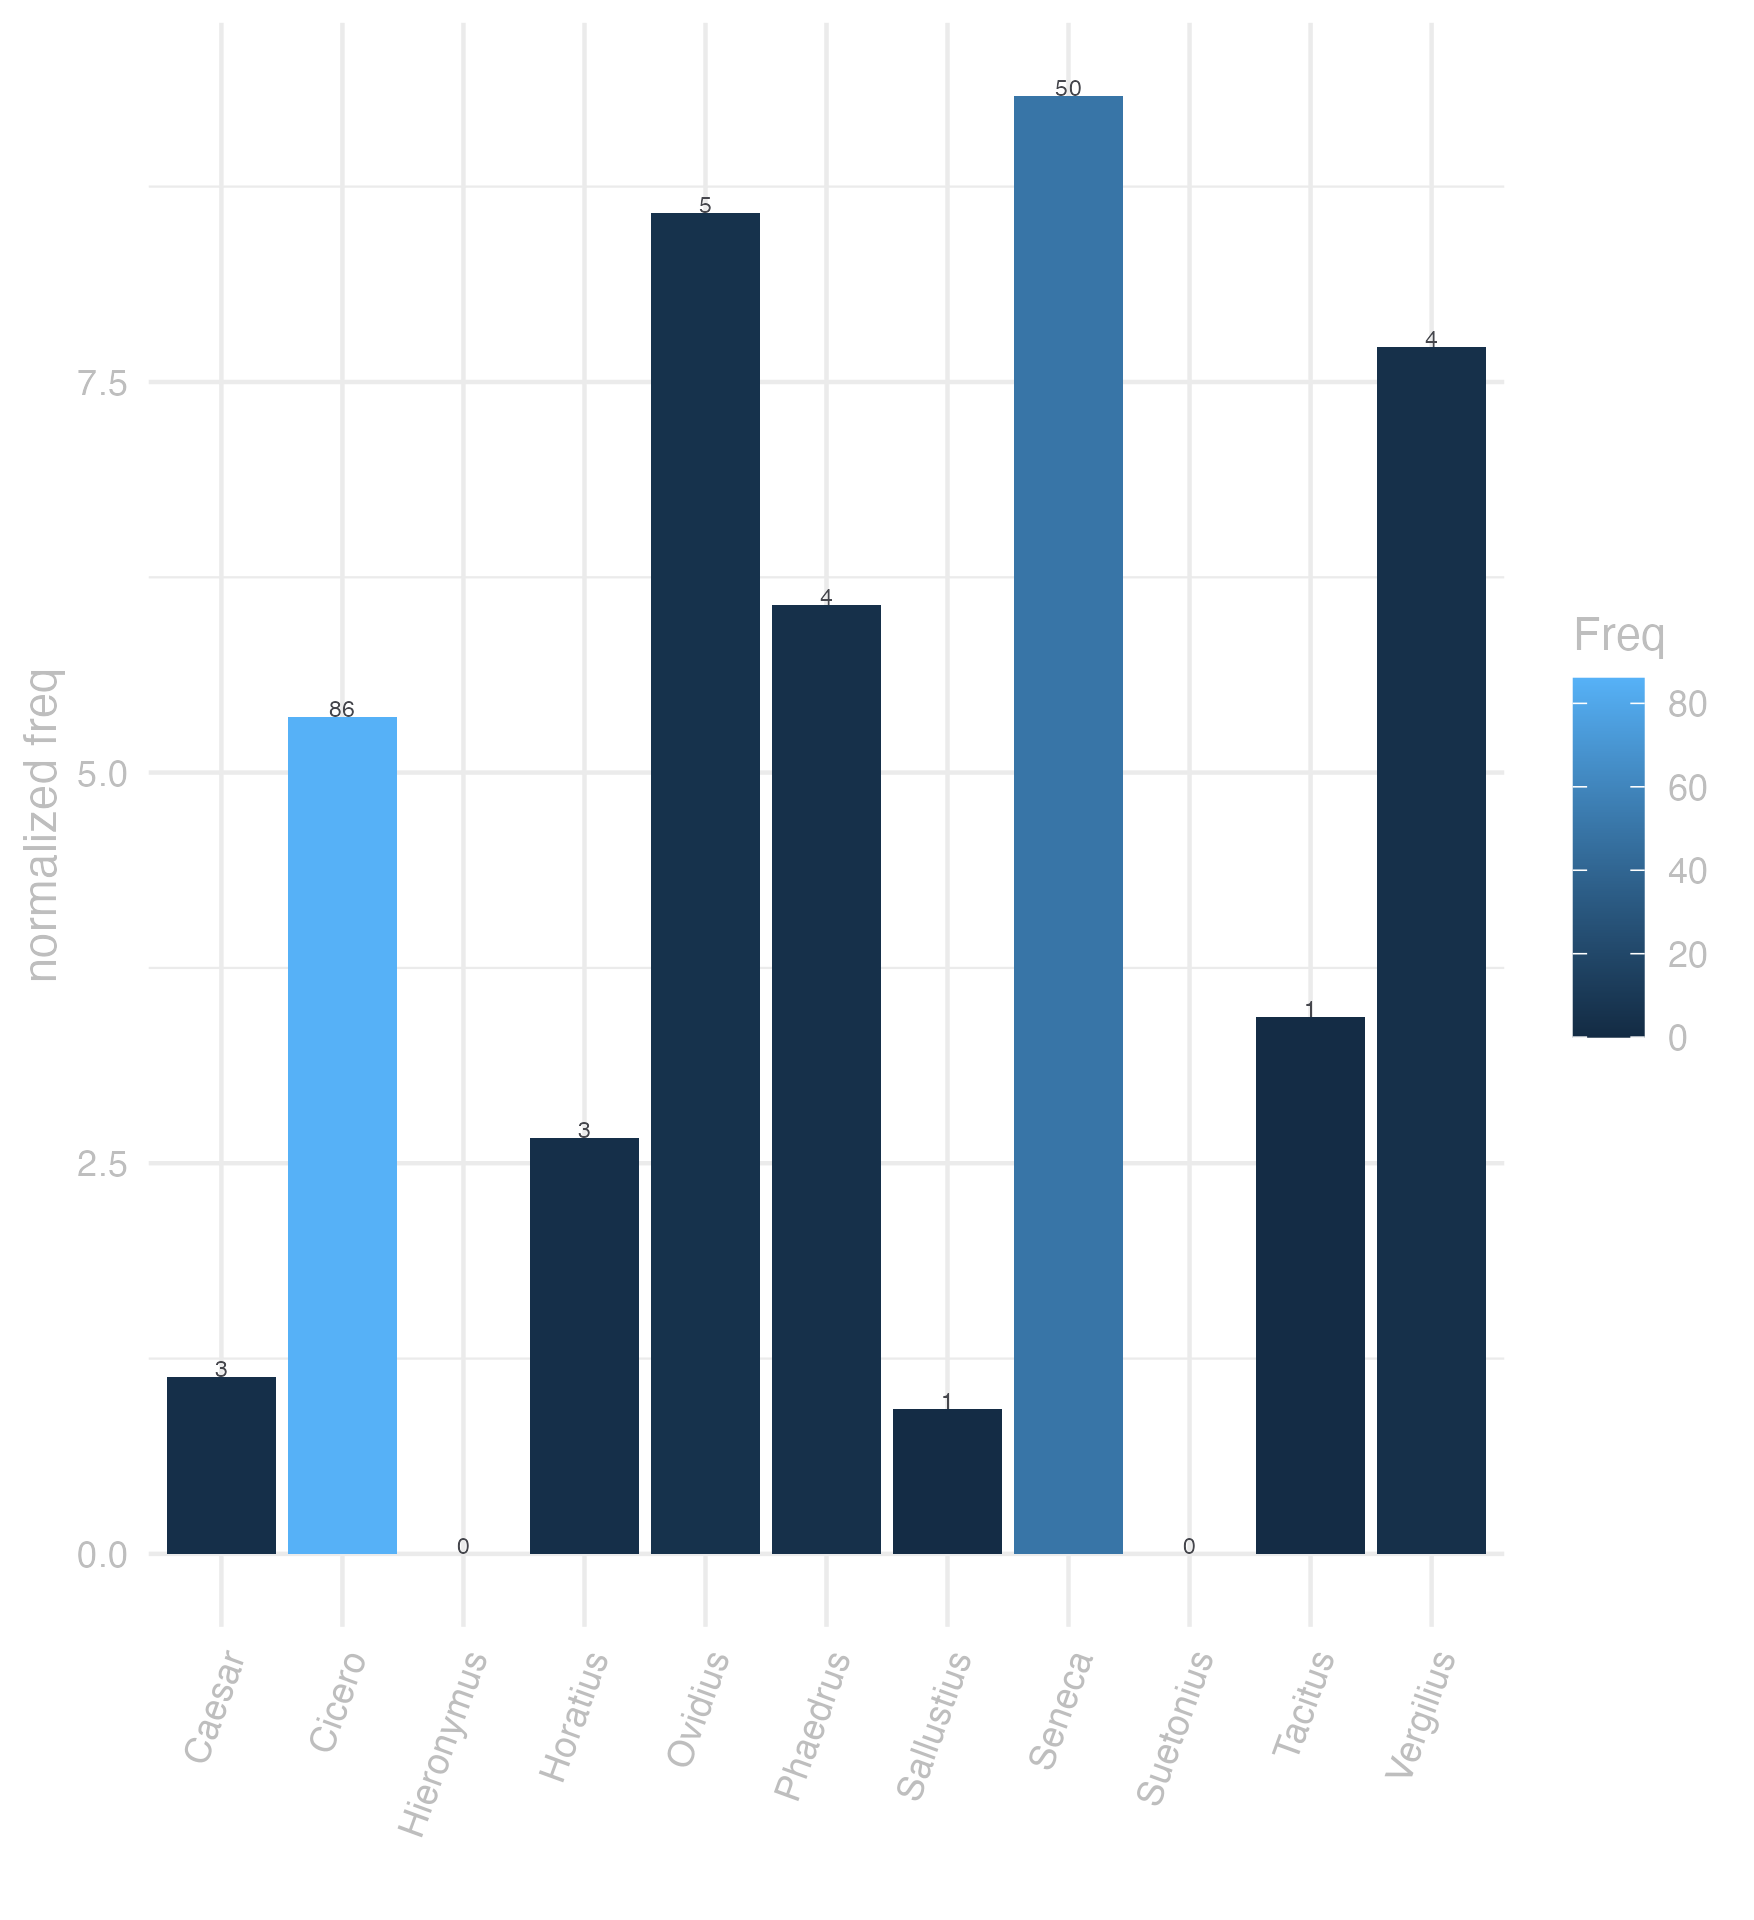 50
5
4
7.5
4
Freq
86
80
5.0
60
40
20
normalized freq
1
0
3
2.5
3
1
0.0
0
0
Caesar
Cicero
Hieronymus
Horatius
Ovidius
Phaedrus
Sallustius
Seneca
Suetonius
Tacitus
Vergilius